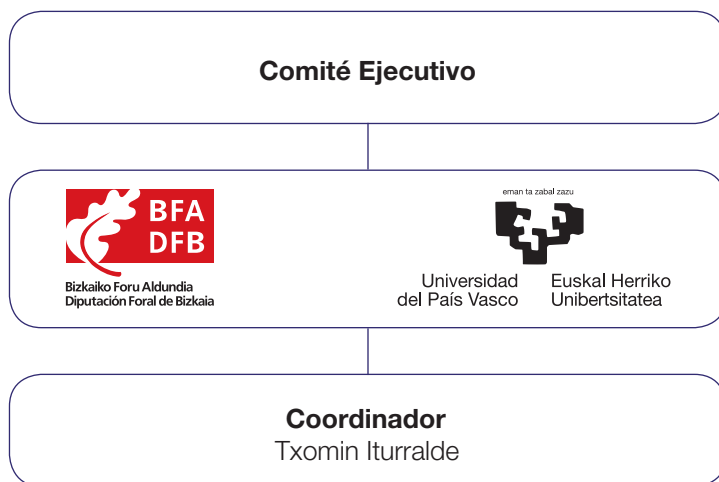 Comité Ejecutivo
BFA
DFB
Bizkaiko Foru Aldundia
Diputación Foral de Bizkaia
eman ta zabal zazu
Universidad
del País Vasco
Euskal Herriko
Unibertsitatea
Coordinador
Txomin Iturralde